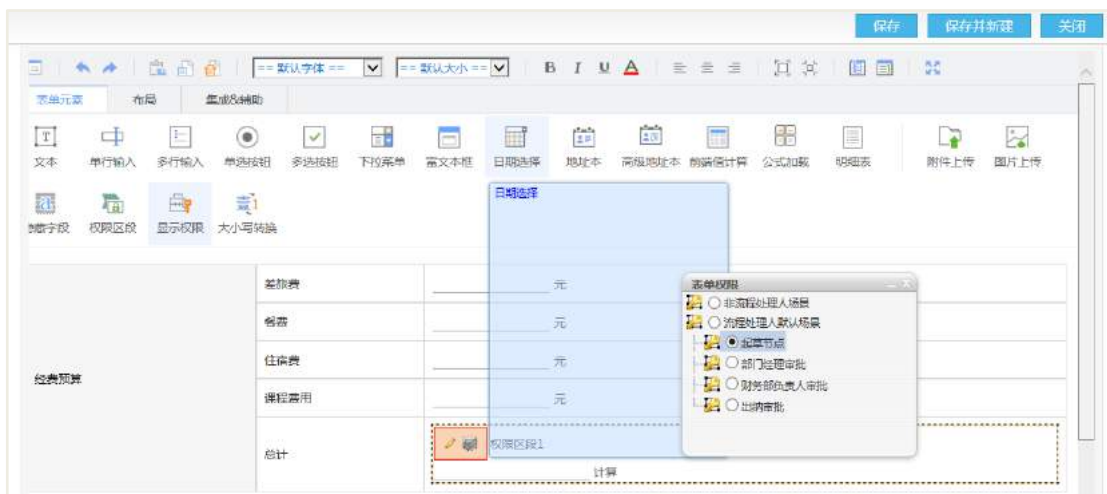 保存 保存并新建 关闭
== 默认字体 == == 默认大小 == B I U A
表单元素 布局 集成&辅助
文本 单行输入 多行输入 单选按钮 多选按钮 下拉菜单 富文本框 日期选择 地址本 高级地址本 前端值计算 公式加载 明细表 附件上传 图片上传
字段 权限区段 显示权限 大小写转换
日期选择
表单权限
非流程处理人场景
流程处理人默认场景
起草节点
部门经理审批
财务部负责人审批
出纳审批
经费预算
差旅费 元
餐费 元
住宿费 元
课程费用 元
总计 权限区段1
计算